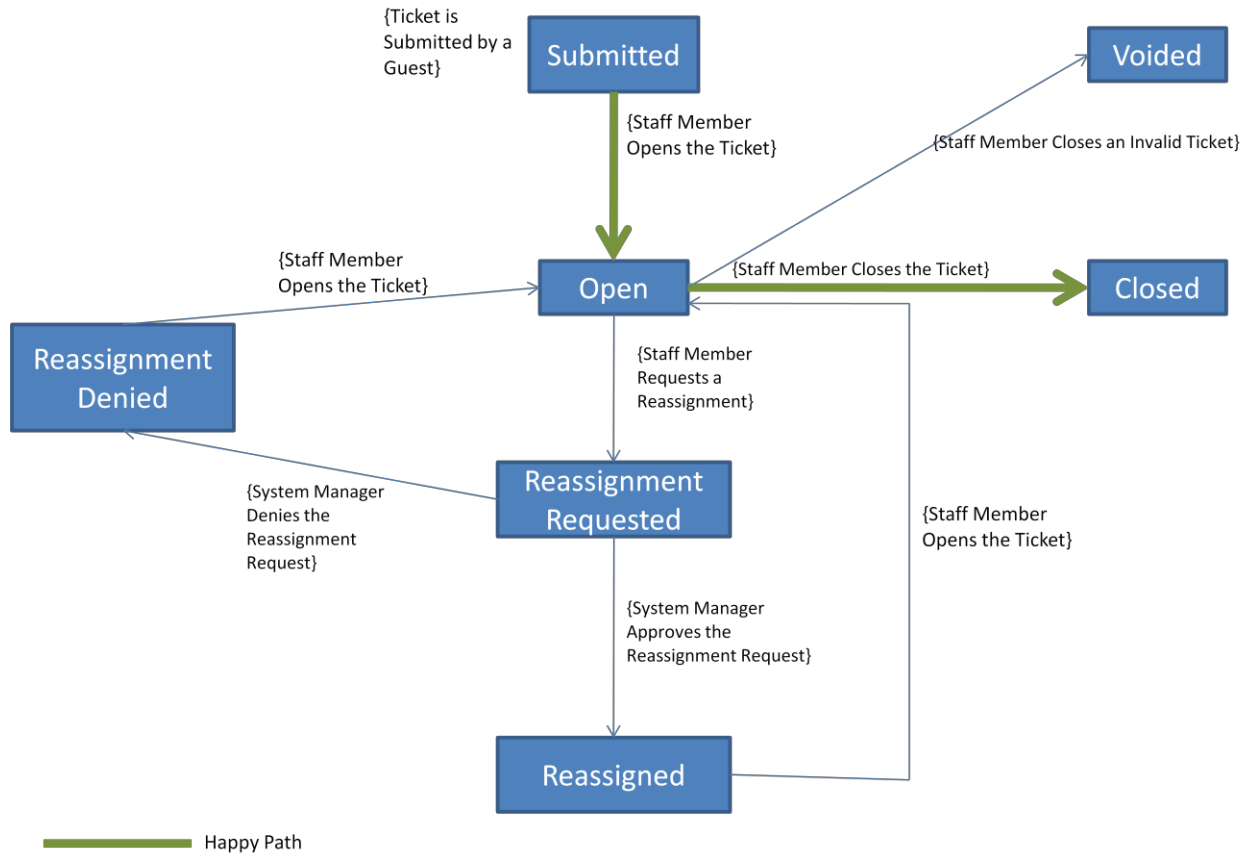 {Ticket is
Submitted by a
Guest}
Submitted
Voided
{Staff Member
Opens the Ticket}
{Staff Member Closes an Invalid Ticket}
{Staff Member
Opens the Ticket}
Open
{Staff Member Closes the Ticket}
Closed
Reassignment
Denied
{Staff Member
Requests a
Reassignment}
{System Manager
Denies the
Reassignment
Request}
Reassignment
Requested
{Staff Member
Opens the Ticket}
{System Manager
Approves the
Reassignment Request}
Reassigned
Happy Path